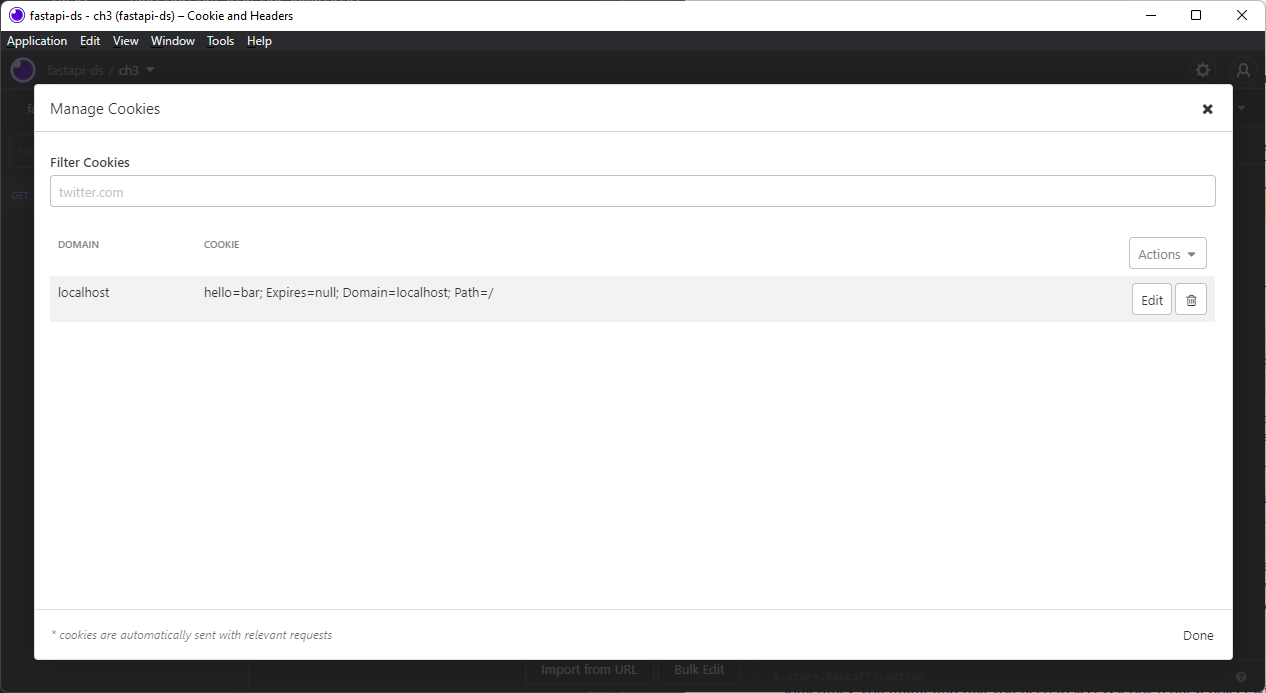 fastapi-ds - ch3 (fastapi-ds) – Cookie and Headers
Application Edit View Window Tools Help
fastapi-ds / ch3
Manage Cookies
Filter Cookies
twitter.com
GET
DOMAIN COOKIE Actions
localhost hello=bar; Expires=null; Domain=localhost; Path=/ Edit
* cookies are automatically sent with relevant requests Done
Import from URL Bulk Edit $.store.books[*].author